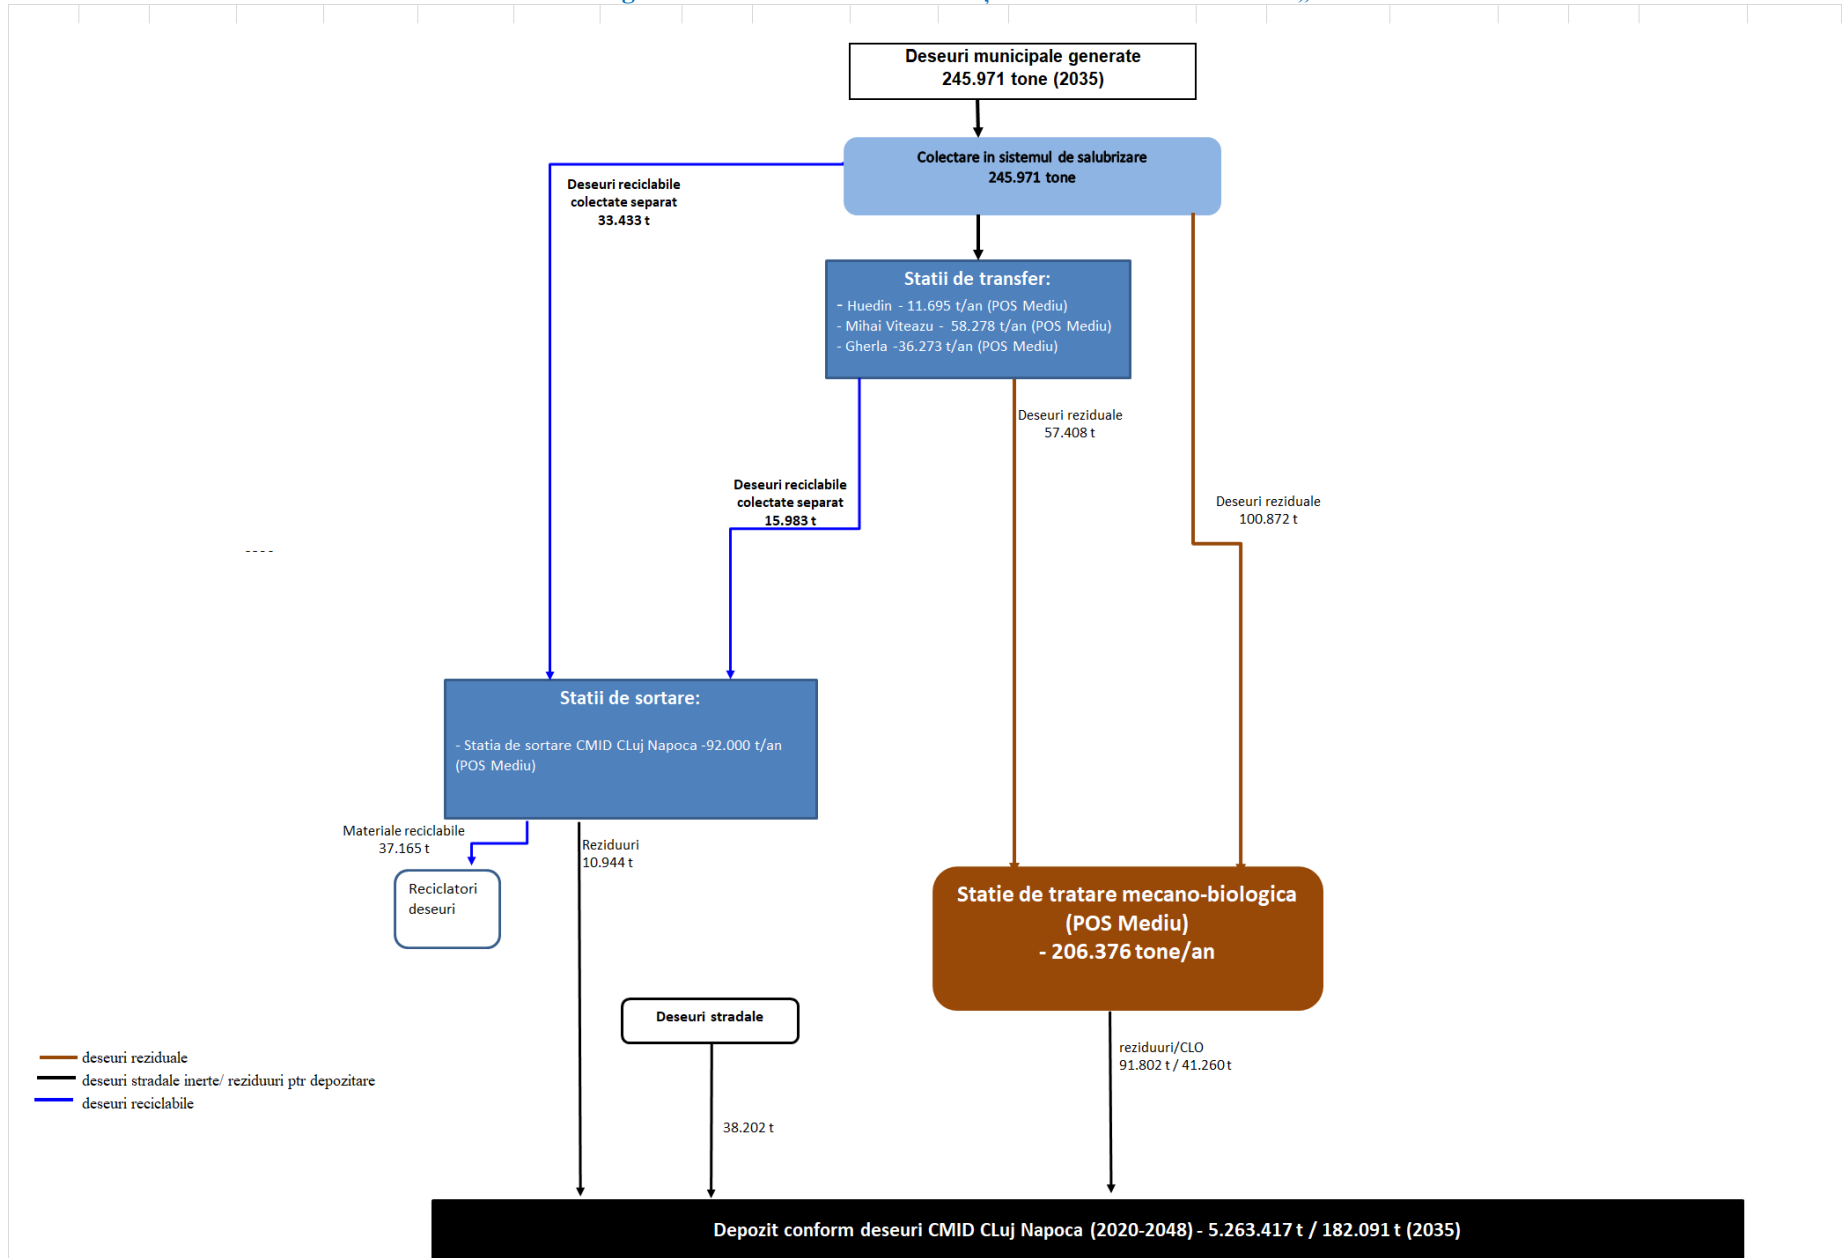 Deseuri municipale generate
245.971 tone (2035)
Colectare in sistemul de salubrizare
245.971 tone
Deseuri reciclabile
colectate separat
33.433 t
Statii de transfer:
- Huedin - 11.695 t/an (POS Mediu)
- Mihai Viteazu - 58.278 t/an (POS Mediu)
- Gherla -36.273 t/an (POS Mediu)
Deseuri reziduale
57.408 t
Deseuri reciclabile
colectate separat
15.983 t
Deseuri reziduale
100.872 t
----
Statii de sortare:
- Statia de sortare CMID CLuj Napoca -92.000 t/an
(POS Mediu)
Materiale reciclabile
37.165 t
Reziduuri
10.944 t
Reciclatori
deseuri
Statie de tratare mecano-biologica
(POS Mediu)
- 206.376 tone/an
Deseuri stradale
reziduuri/CLO
91.802 t / 41.260 t
deseuri reziduale
deseuri stradale inerte/ reziduuri ptr depozitare
deseuri reciclabile
38.202 t
Depozit conform deseuri CMID CLuj Napoca (2020-2048) - 5.263.417 t / 182.091 t (2035)